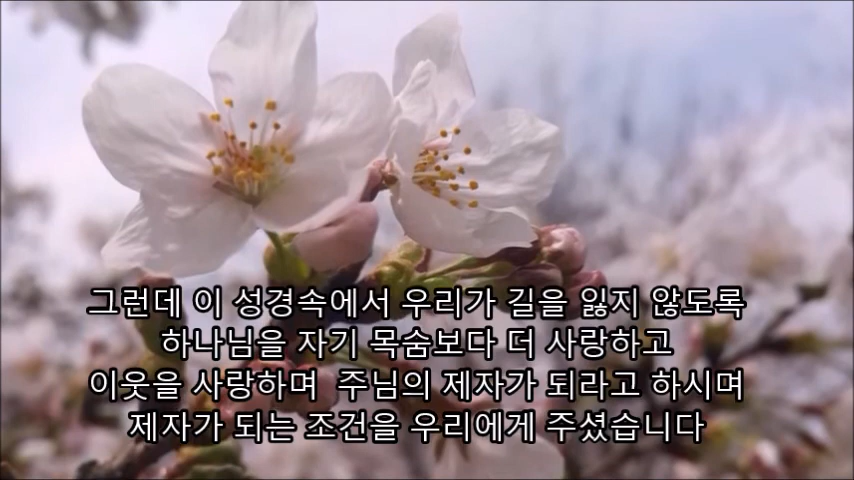 그런데 이 성경속에서 우리가 길을 잃지 않도록
하나님을 자기 목숨보다 더 사랑하고
이웃을 사랑하며 주님의 제자가 되라고 하시며
제자가 되는 조건을 우리에게 주셨습니다